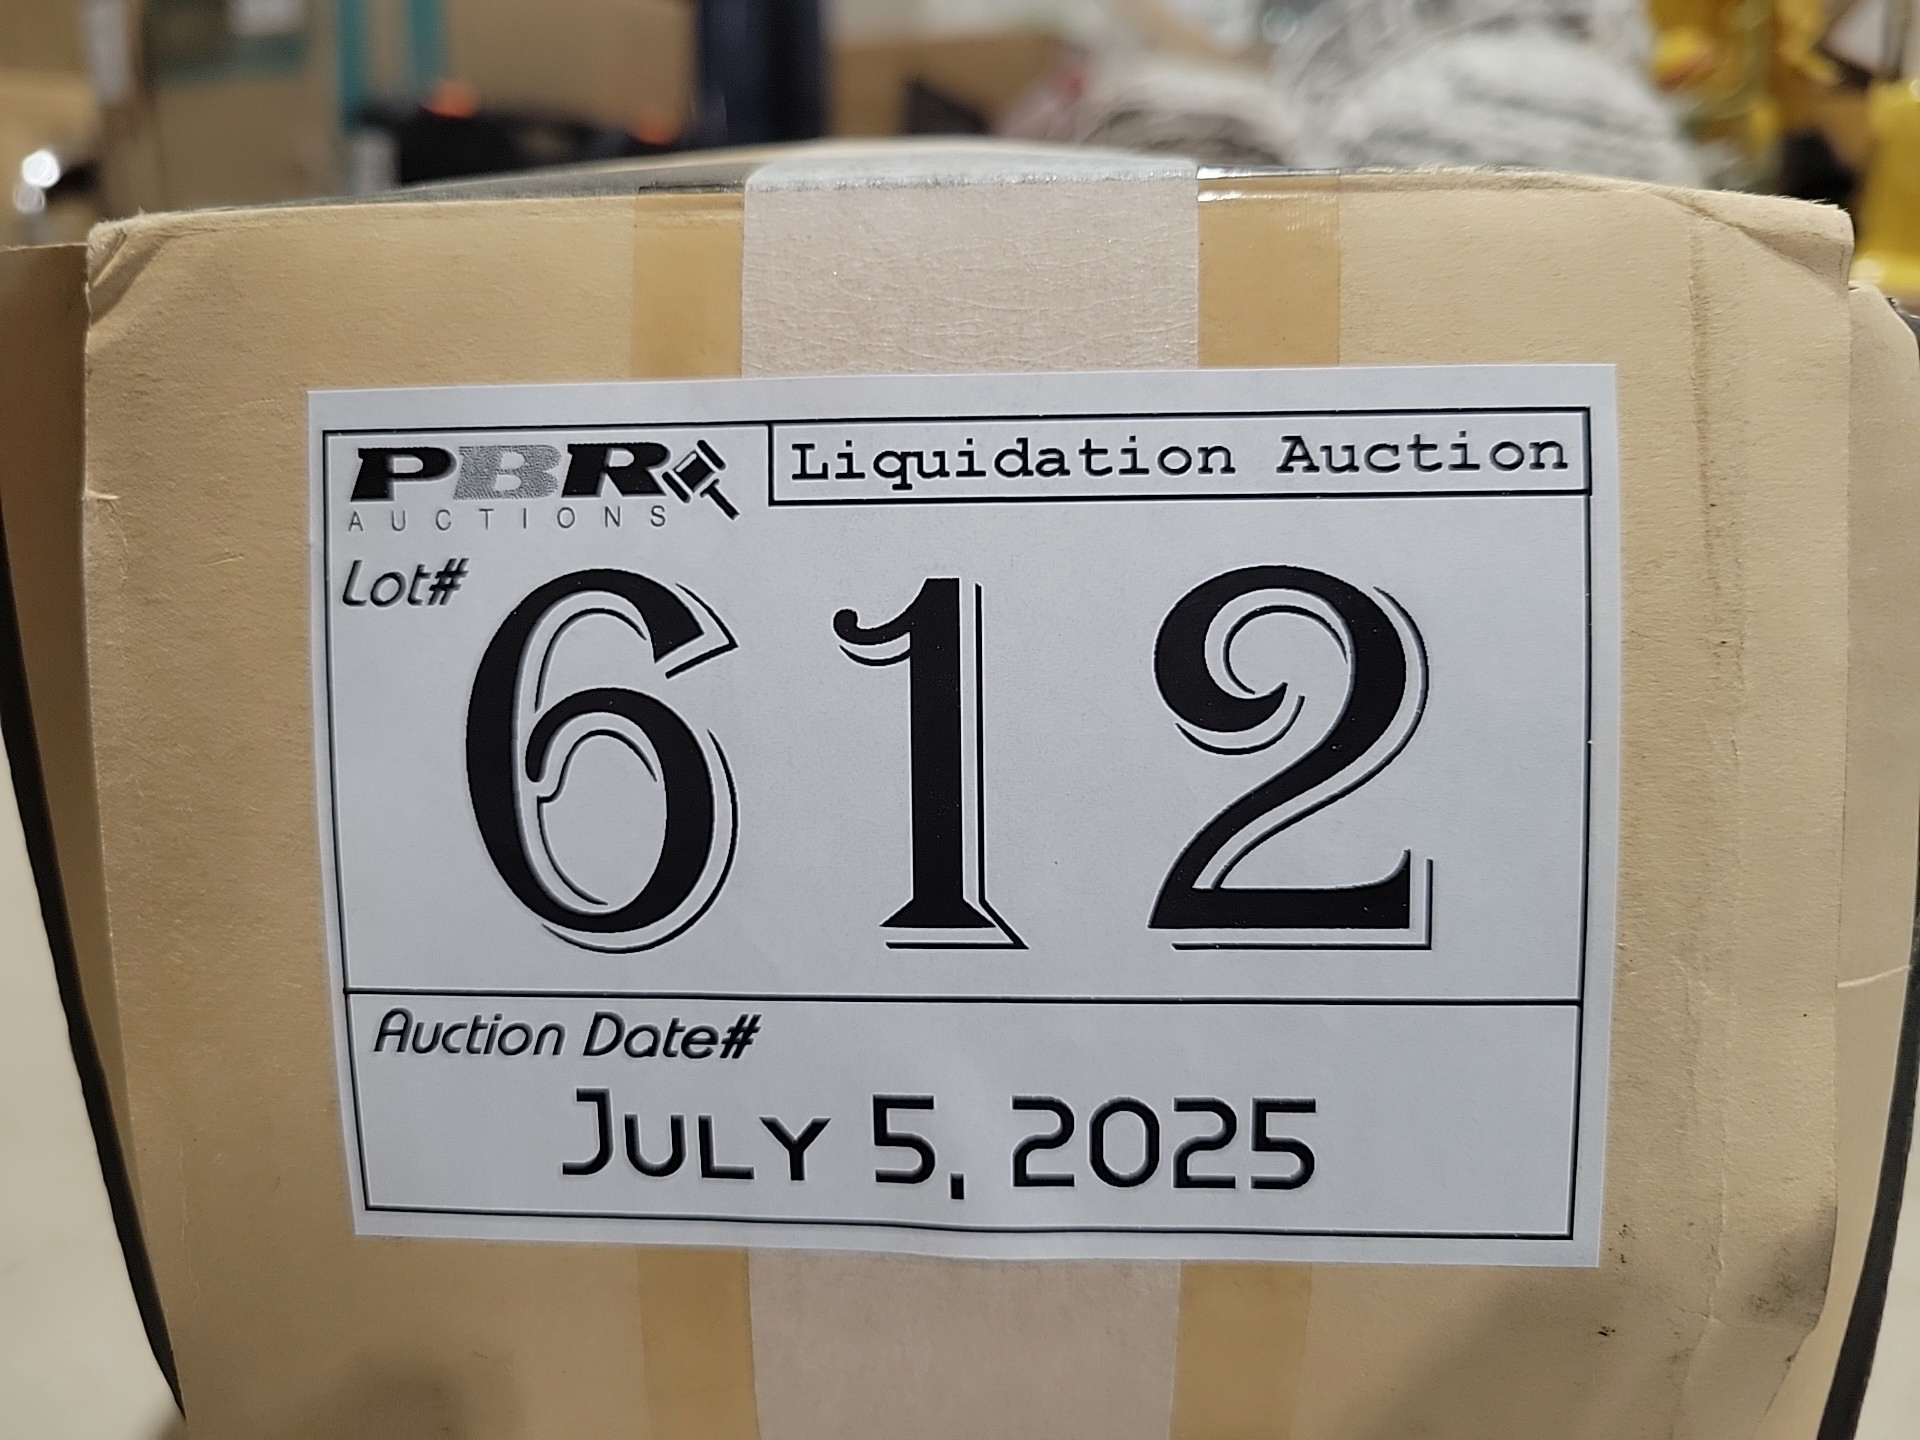 PBR
AUCTIONS
Liquidation Auction
Lot#
612
Auction Date#
JULY 5, 2025